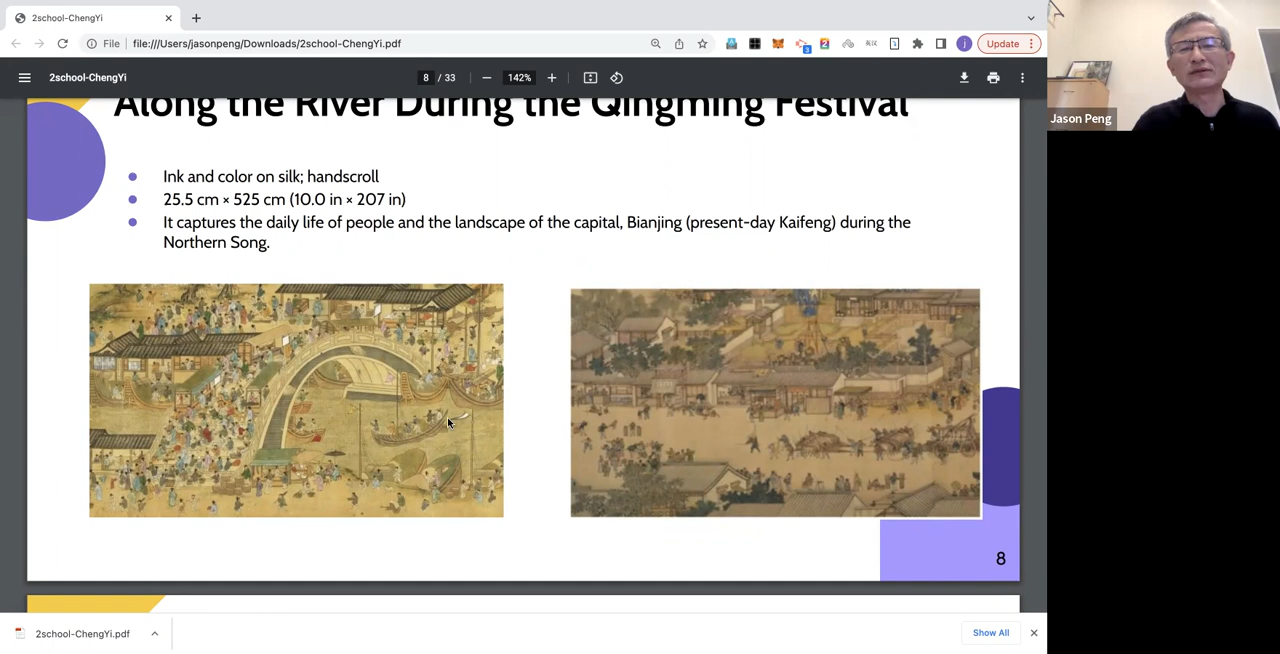 2school-ChengYi
File
file:///Users/jasonpeng/Downloads/2school-ChengYi.pdf
Update
2school-ChengYi
8 / 33
142%
Jason Peng
Along the River During the Qingming Festival
Ink and color on silk; handscroll
25.5 cm × 525 cm (10.0 in × 207 in)
It captures the daily life of people and the landscape of the capital, Bianjing (present-day Kaifeng) during the
Northern Song.
8
2school-ChengYi.pdf
Show All